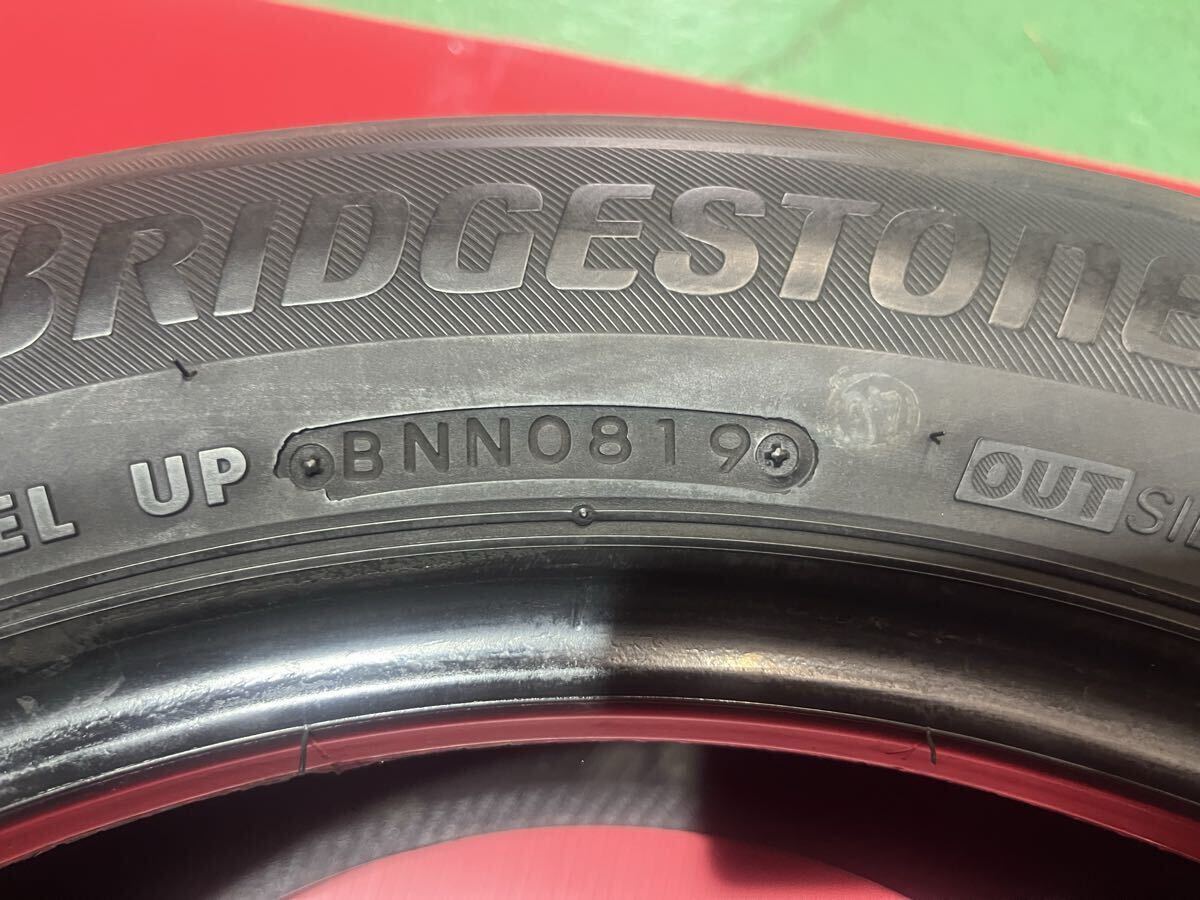 BRIDGESTONE
EL UP
BNN0819
OUTSI